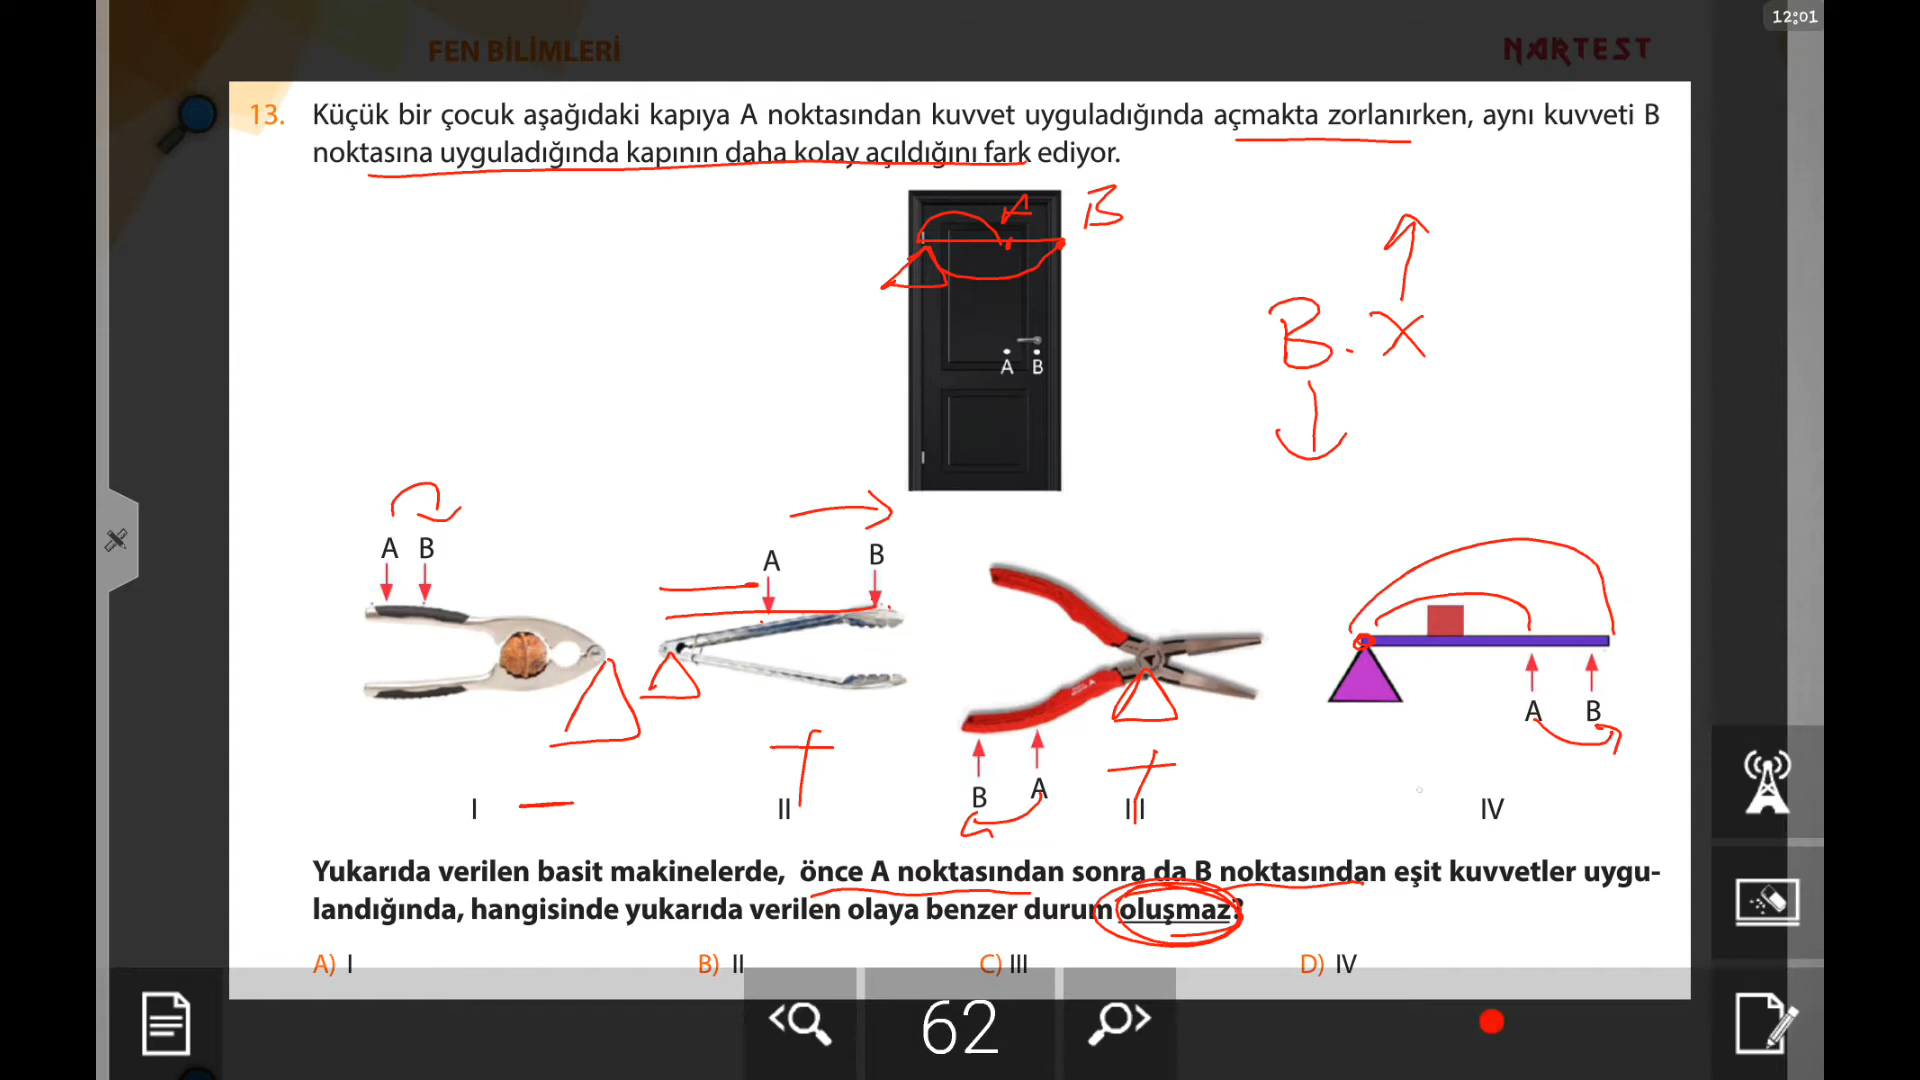 12:01
FEN BİLİMLERİ
NARTEST
13. Küçük bir çocuk aşağıdaki kapıya A noktasından kuvvet uyguladığında açmakta zorlanırken, aynı kuvveti B
noktasına uyguladığında kapının daha kolay açıldığını fark ediyor.
A B
B . X
A B
A B
A B
A B
B A
A B
I
II
III
IV
Yukarıda verilen basit makinelerde, önce A noktasından sonra da B noktasından eşit kuvvetler uygu-
landığında, hangisinde yukarıda verilen olaya benzer durum oluşmaz?
A) I
B) II
C) III
D) IV
62